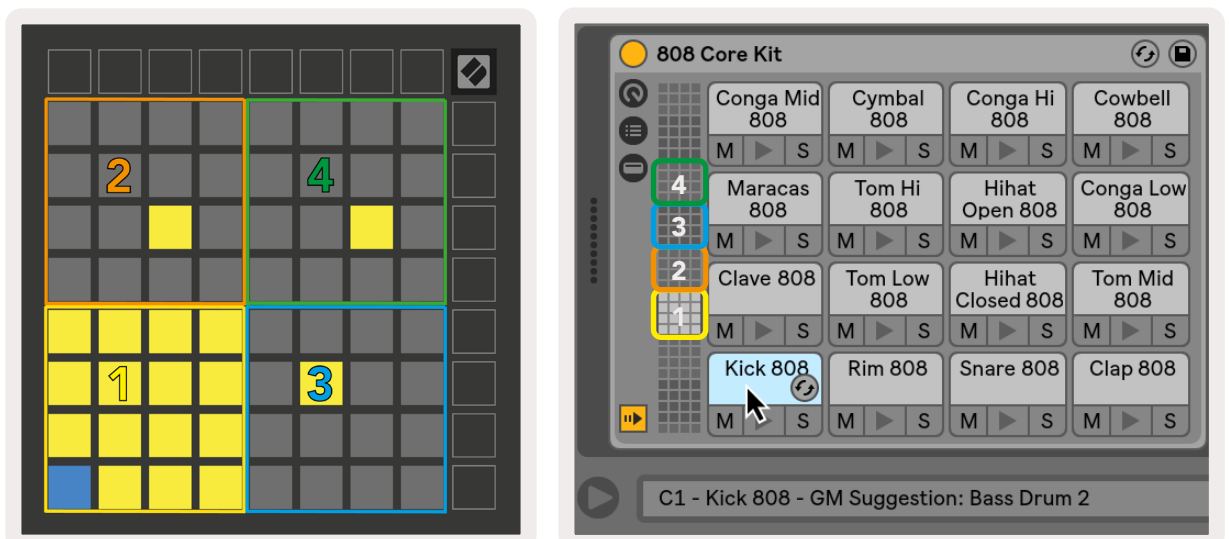 2
4
1
3
808 Core Kit
Conga Mid
808
Cymbal
808
Conga Hi
808
Cowbell
808
M S M S M S M S
4
3
2
1
Maracas
808
Tom Hi
808
Hihat
Open 808
Conga Low
808
M S M S M S M S
Clave 808
Tom Low
808
Hihat
Closed 808
Tom Mid
808
M S M S M S M S
Kick 808
Rim 808
Snare 808
Clap 808
M S M S M S M S
C1 - Kick 808 - GM Suggestion: Bass Drum 2